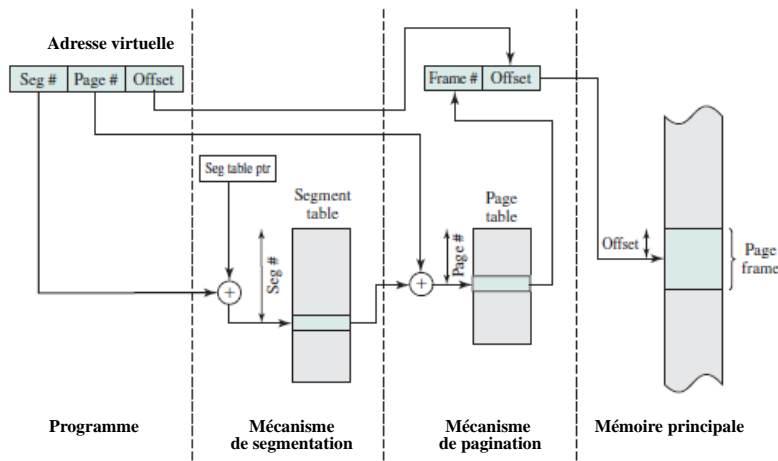 Adresse virtuelle
Seg #
Page #
Offset
Frame #
Offset
Seg table ptr
Segment
table
Seg #
Page
table
Page #
Offset
Page
frame
Programme
Mécanisme
de segmentation
Mécanisme
de pagination
Mémoire principale